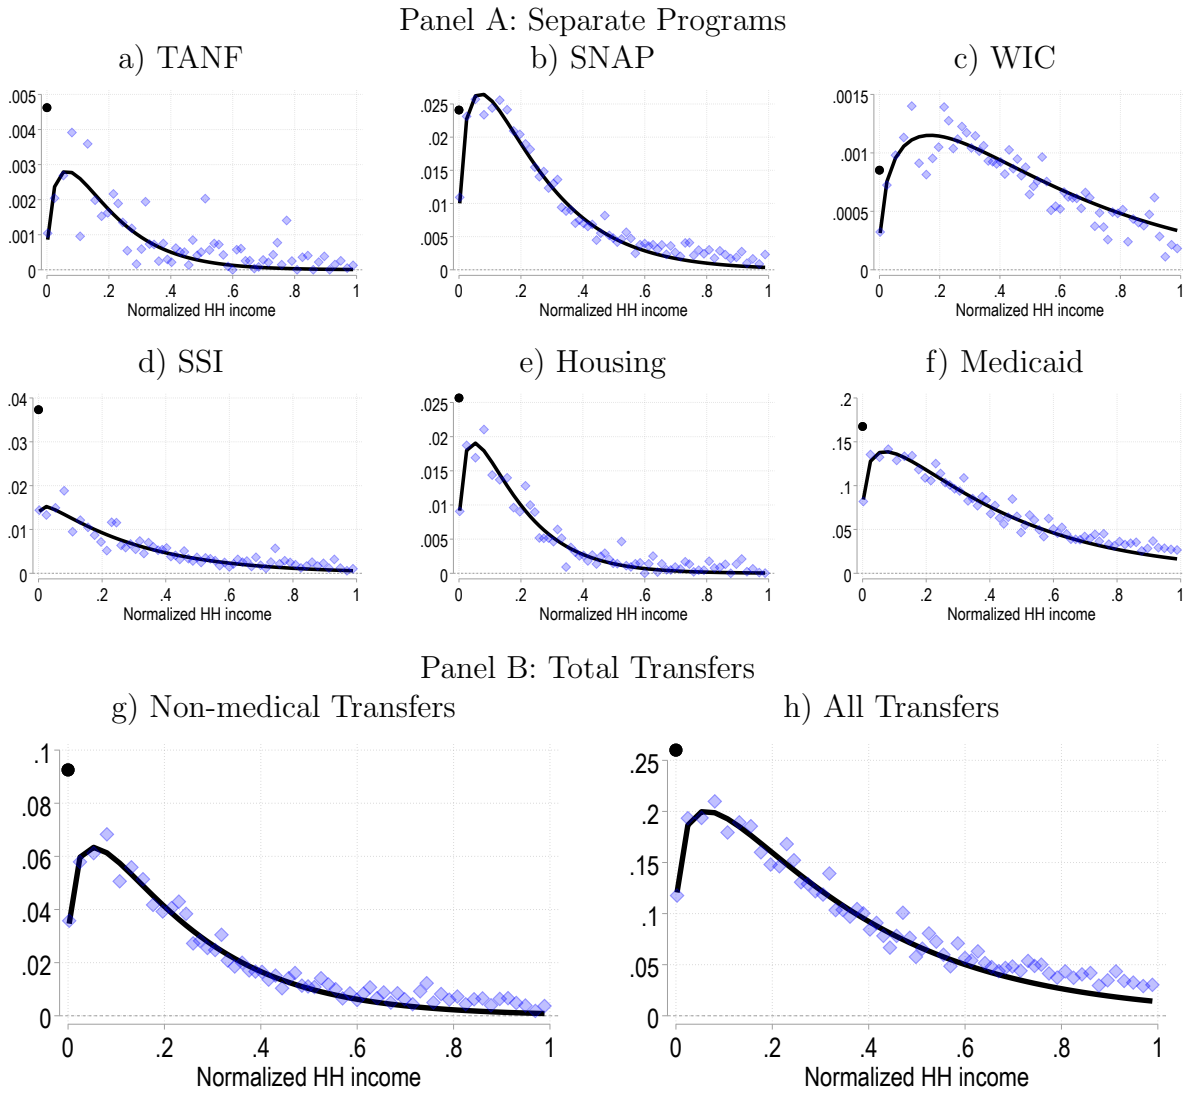 Panel A: Separate Programs
a) TANF
b) SNAP
c) WIC
.005
.004
.003
.002
.001
0
0 .2 .4 .6 .8 1
Normalized HH income
.025
.02
.015
.01
.005
0
0 .2 .4 .6 .8 1
Normalized HH income
.0015
.001
.0005
0
0 .2 .4 .6 .8 1
Normalized HH income
d) SSI
e) Housing
f) Medicaid
.04
.03
.02
.01
0
0 .2 .4 .6 .8 1
Normalized HH income
.025
.02
.015
.01
.005
0
0 .2 .4 .6 .8 1
Normalized HH income
.2
.15
.1
.05
0
0 .2 .4 .6 .8 1
Normalized HH income
Panel B: Total Transfers
g) Non-medical Transfers
h) All Transfers
.1
.08
.06
.04
.02
0
0 .2 .4 .6 .8 1
Normalized HH income
.25
.2
.15
.1
.05
0
0 .2 .4 .6 .8 1
Normalized HH income